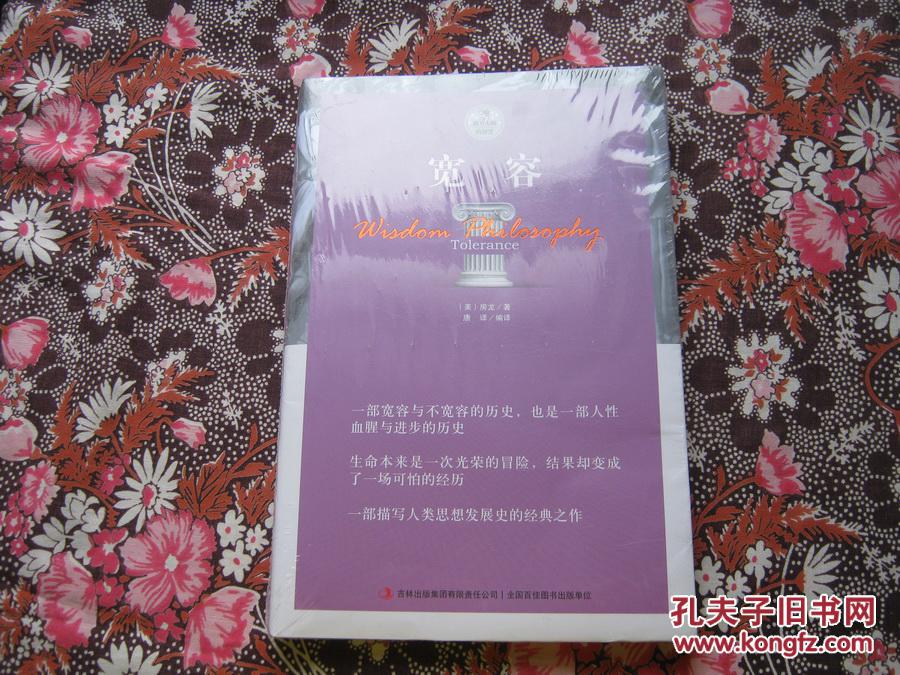 宽 容
Wisdom Philosophy
Tolerance
（美）房龙／著
唐 译／编译
一部宽容与不宽容的历史，也是一部人性
血腥与进步的历史
生命本来是一次光荣的冒险，结果却变成
了一场可怕的经历
一部描写人类思想发展史的经典之作
吉林出版集团有限责任公司｜全国百佳图书出版单位
孔夫子旧书网
www.kongfz.com